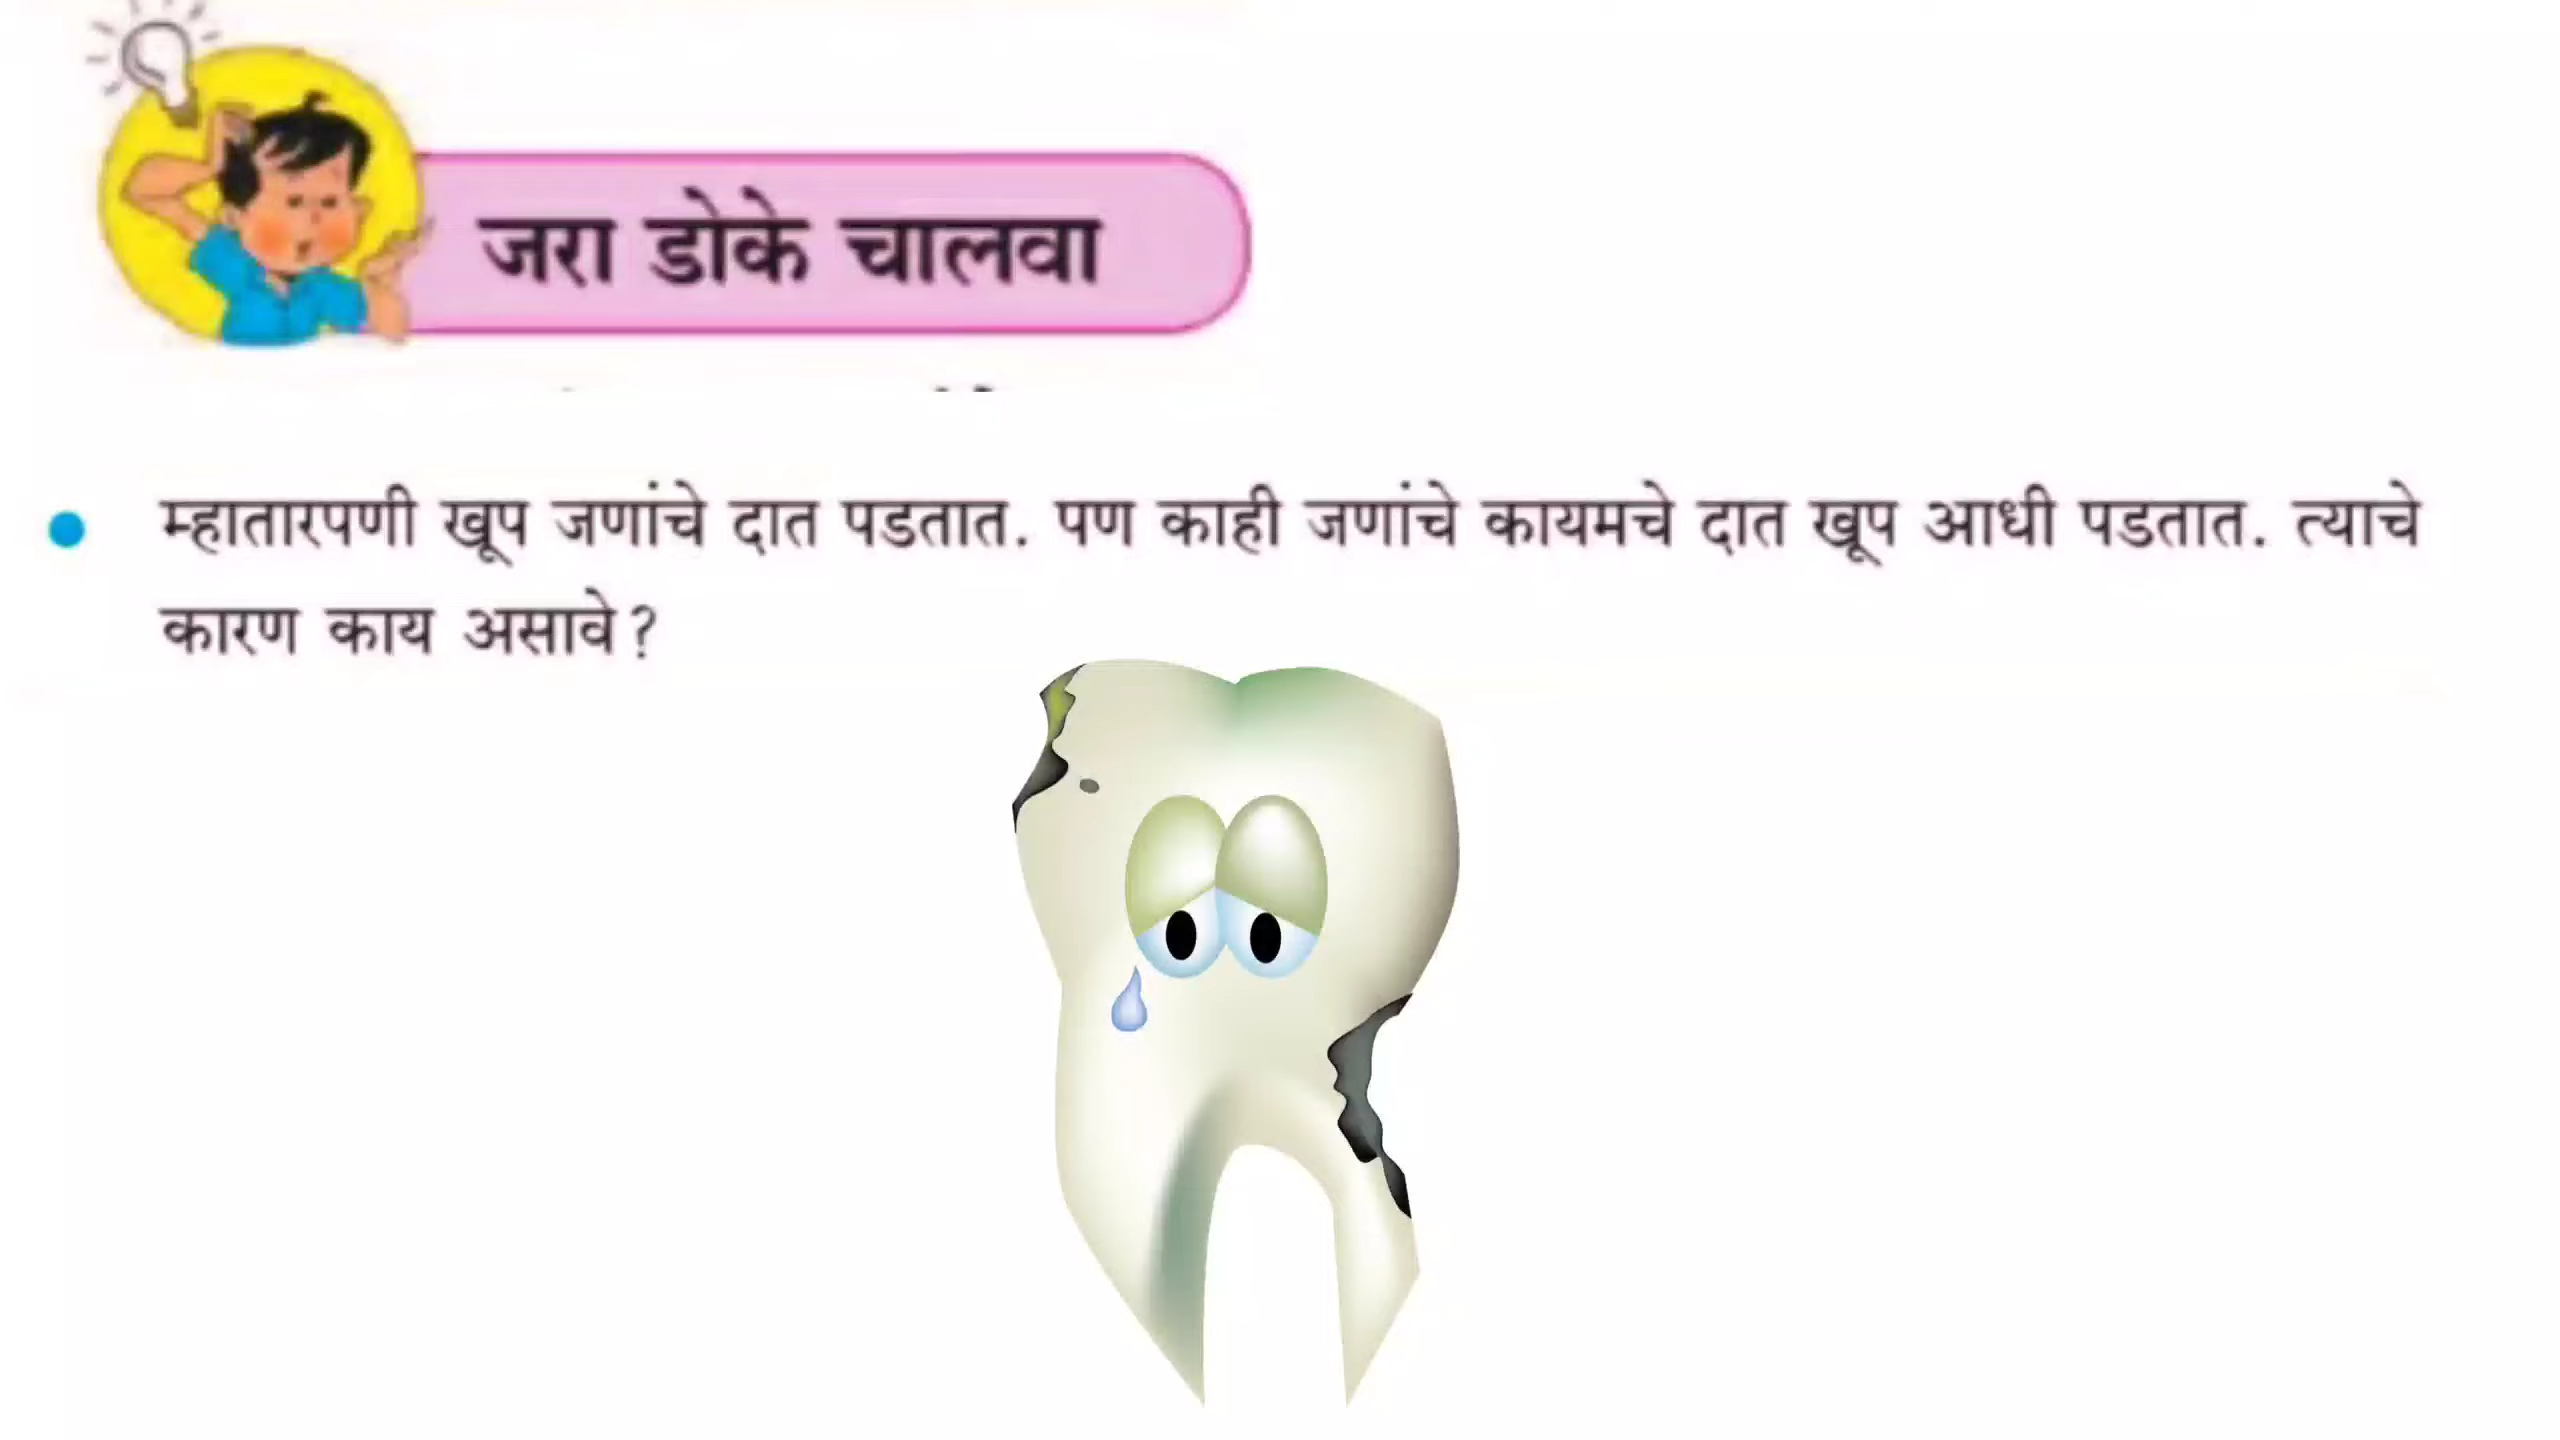 जरा डोके चालवा
म्हातारपणी खूप जणांचे दात पडतात. पण काही जणांचे कायमचे दात खूप आधी पडतात. त्याचे
कारण काय असावे?